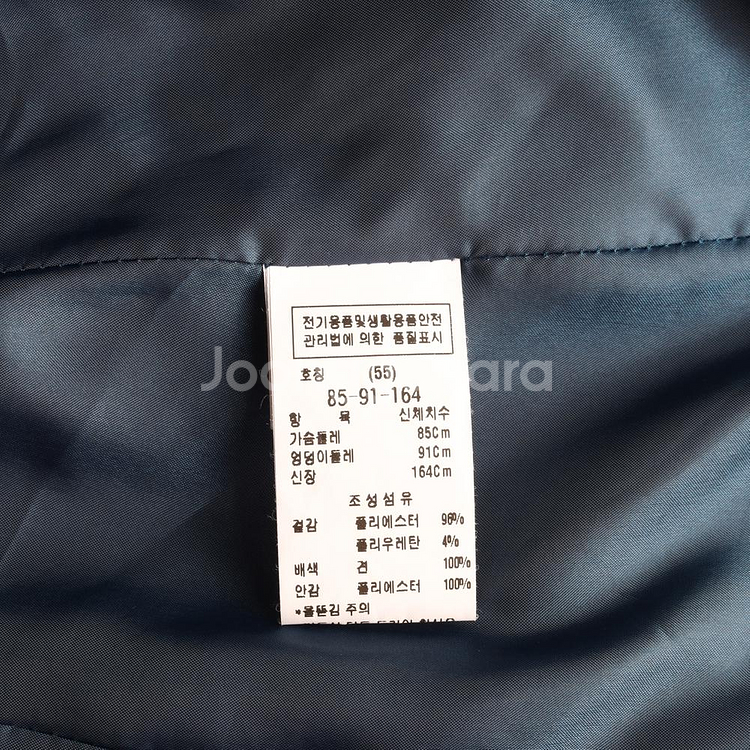 전기용품및생활용품안전
관리법에 의한 품질표시
호칭 (55)
85-91-164
항 목 신체치수
가슴둘레 85Cm
엉덩이둘레 91Cm
신장 164Cm
조성섬유
겉감 폴리에스터 96%
폴리우레탄 4%
배색 견 100%
안감 폴리에스터 100%
*올뜯김 주의